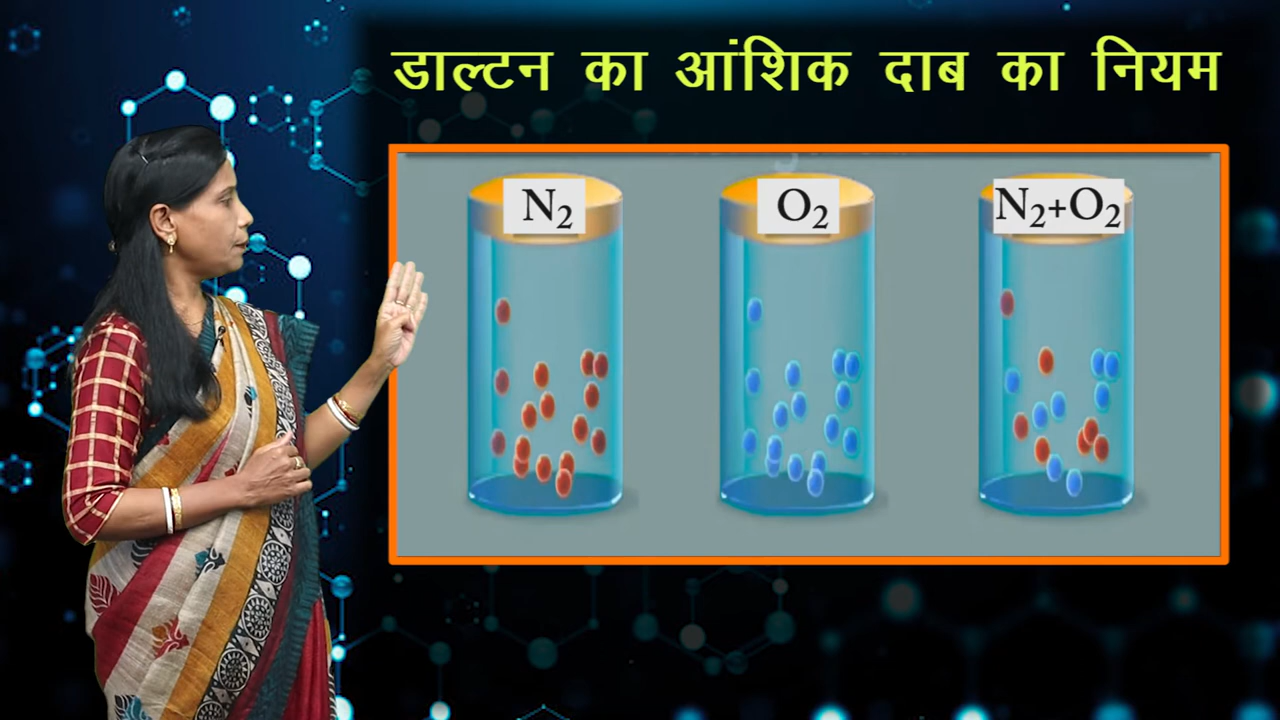 डाल्टन का आंशिक दाब का नियम
N₂
O₂
N₂+O₂